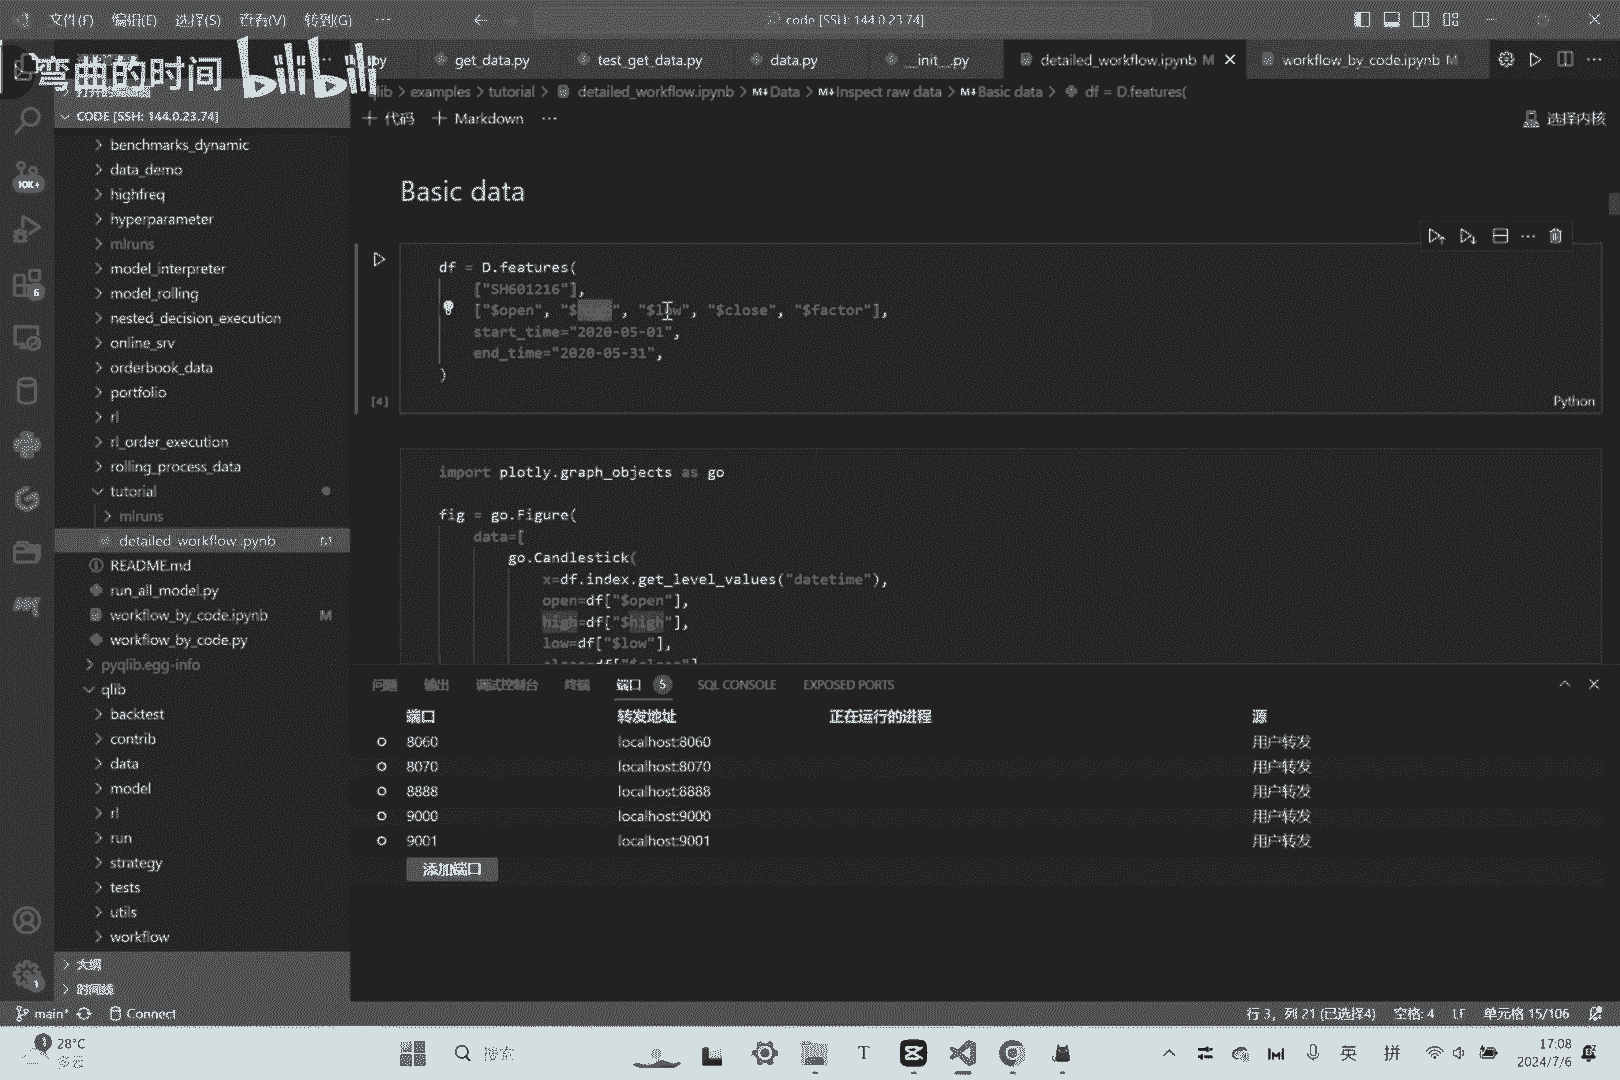 文件(F) 编辑(E) 选择(S) 查看(V) 转到(G) ··· code [SSH: 144.0.23.74]
弯曲的时间 bilibili
py get_data.py test_get_data.py data.py __init__.py detailed_workflow.ipynb M workflow_by_code.ipynb M
qlib > examples > tutorial > detailed_workflow.ipynb > M↓Data > M↓Inspect raw data > M↓Basic data > df = D.features(
+ 代码 + Markdown ··· 选择内核
CODE [SSH: 144.0.23.74]
benchmarks_dynamic
data_demo
highfreq
hyperparameter
mlruns
model_interpreter
model_rolling
nested_decision_execution
online_srv
orderbook_data
portfolio
rl
rl_order_execution
rolling_process_data
tutorial
mlruns
detailed_workflow.ipynb M
README.md
run_all_model.py
workflow_by_code.ipynb M
workflow_by_code.py
pyqlib.egg-info
qlib
backtest
contrib
data
model
rl
run
strategy
tests
utils
workflow
大纲
时间线
10K+
6
1
Basic data
df = D.features(
["SH601216"],
["$open", "$high", "$low", "$close", "$factor"],
start_time="2020-05-01",
end_time="2020-05-31",
)
[4] Python
import plotly.graph_objects as go
fig = go.Figure(
data=[
go.Candlestick(
x=df.index.get_level_values("datetime"),
open=df["$open"],
high=df["$high"],
low=df["$low"],
close=df["$close"],
问题 输出 调试控制台 终端 端口 5 SQL CONSOLE EXPOSED PORTS
端口 转发地址 正在运行的进程 源
8060 localhost:8060 用户转发
8070 localhost:8070 用户转发
8888 localhost:8888 用户转发
9000 localhost:9000 用户转发
9001 localhost:9001 用户转发
添加端口
main* Connect 行 3，列 21 (已选择4) 空格: 4 LF 单元格 15/106
28°C
多云
搜索
英 拼
17:08
2024/7/6